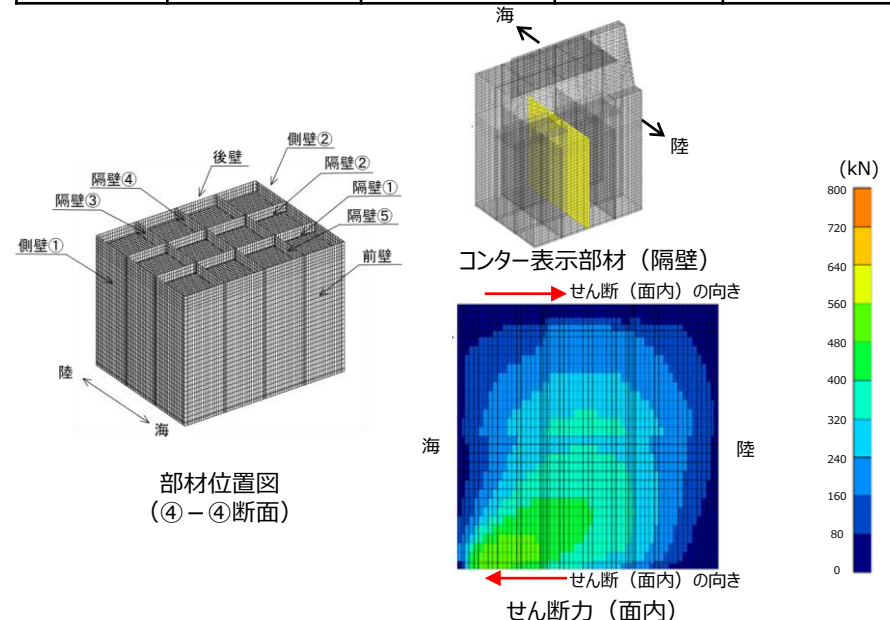 海
陸
後壁
側壁②
隔壁②
隔壁④
隔壁①
隔壁③
隔壁⑤
側壁①
前壁
陸
海
部材位置図
(④-④断面)
コンター表示部材（隔壁）
せん断（面内）の向き
海
陸
せん断（面内）の向き
せん断力（面内）
(kN)
800
720
640
560
480
400
320
240
160
80
0